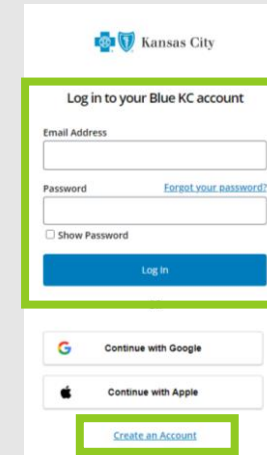 Kansas City
Log in to your Blue KC account
Email Address
Password Forgot your password?
Show Password
Log In
Continue with Google
Continue with Apple
Create an Account